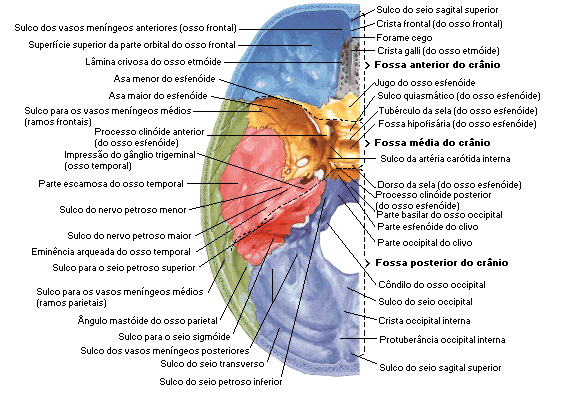 Sulco dos vasos meníngeos anteriores (osso frontal)
Superfície superior da parte orbital do osso frontal
Lâmina crivosa do osso etmóide
Asa menor do esfenóide
Asa maior do esfenóide
Sulco para os vasos meníngeos médios
(ramos frontais)
Processo clinóide anterior
(do osso esfenóide)
Impressão do gânglio trigeminal
(osso temporal)
Parte escamosa do osso temporal
Sulco do nervo petroso menor
Sulco do nervo petroso maior
Eminência arqueada do osso temporal
Sulco para o seio petroso superior
Sulco para os vasos meníngeos médios
(ramos parietais)
Ângulo mastóide do osso parietal
Sulco para o seio sigmóide
Sulco dos vasos meníngeos posteriores
Sulco do seio transverso
Sulco do seio petroso inferior
Sulco do seio sagital superior
Crista frontal (do osso frontal)
Forame cego
Crista galli (do osso etmóide)
Fossa anterior do crânio
Jugo do osso esfenóide
Sulco quiasmático (do osso esfenóide)
Tubérculo da sela (do osso esfenóide)
Fossa hipofisária (do osso esfenóide)
Fossa média do crânio
Sulco da artéria carótida interna
Dorso da sela (do osso esfenóide)
Processo clinóide posterior
(do osso esfenóide)
Parte basilar do osso occipital
Parte esfenóide do clivo
Parte occipital do clivo
Fossa posterior do crânio
Côndilo do osso occipital
Sulco do seio occipital
Crista occipital interna
Protuberância occipital interna
Sulco do seio sagital superior